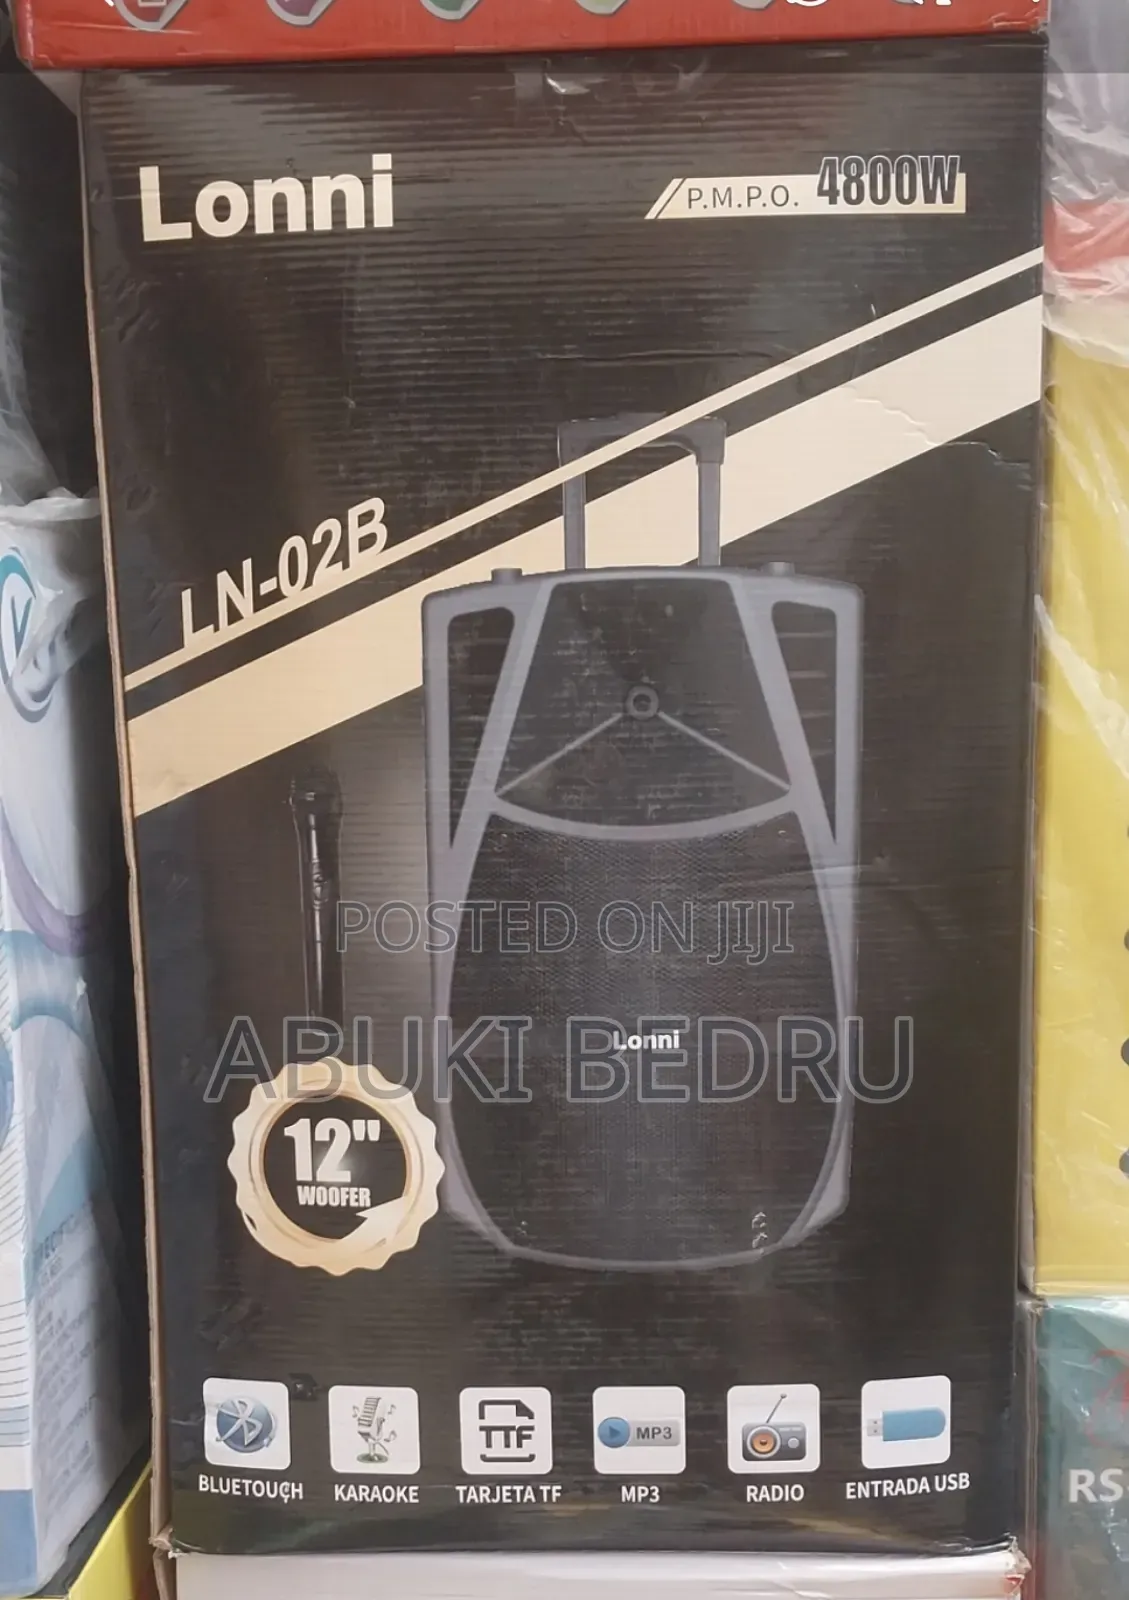 Lonni
P.M.P.O. 4800W
LN-02B
POSTED ON JIJI
ABUKI BEDRU
Lonni
12"
WOOFER
TTF
MP3
BLUETOUCH
KARAOKE
TARJETA TF
MP3
RADIO
ENTRADA USB
RS